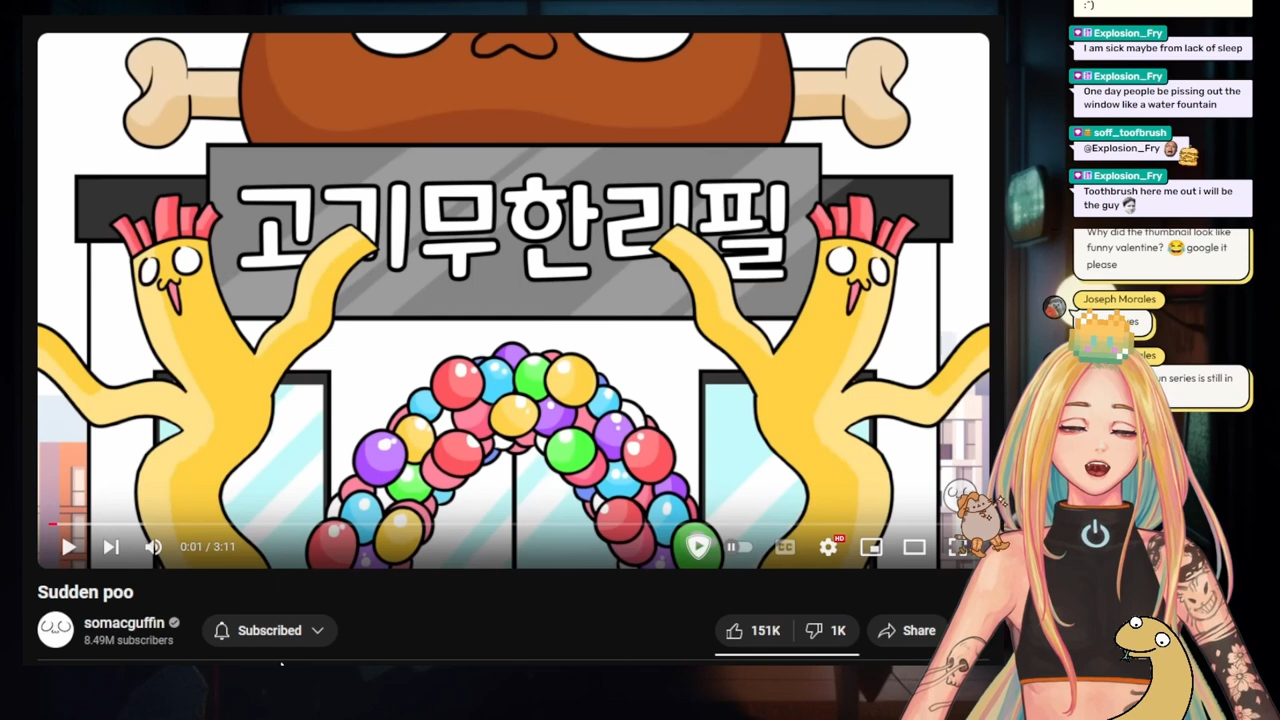 고기무한리필
0:01 / 3:11
CC
HD
Sudden poo
somacguffin
8.49M subscribers
Subscribed
151K
1K
Share
:")
Explosion_Fry
I am sick maybe from lack of sleep
Explosion_Fry
One day people be pissing out the
window like a water fountain
soff_toofbrush
@Explosion_Fry
Explosion_Fry
Toothbrush here me out i will be
the guy
Why did the thumbnail look like
funny valentine? 😂 google it
please
Joseph Morales
series is still in